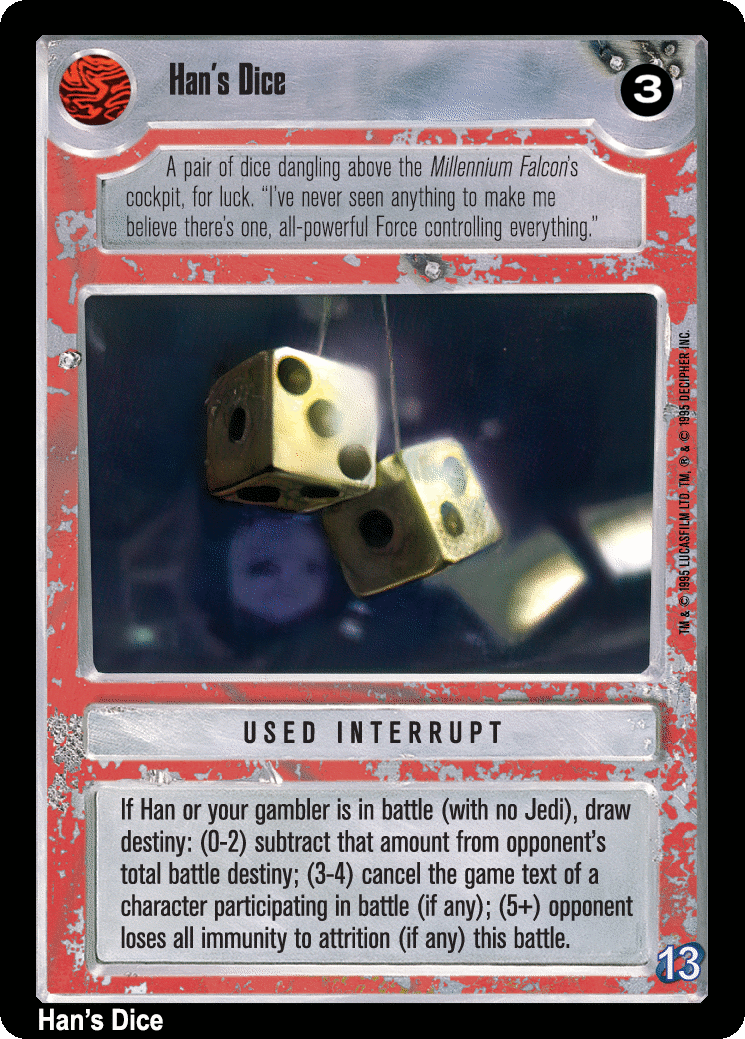 Han's Dice
3
A pair of dice dangling above the Millennium Falcon's
cockpit, for luck. “I've never seen anything to make me
believe there's one, all-powerful Force controlling everything.”
TM & © 1995 LUCASFILM LTD. TM, ® & © 1995 DECIPHER INC.
USED INTERRUPT
If Han or your gambler is in battle (with no Jedi), draw
destiny: (0-2) subtract that amount from opponent's
total battle destiny; (3-4) cancel the game text of a
character participating in battle (if any); (5+) opponent
loses all immunity to attrition (if any) this battle.
13
Han's Dice